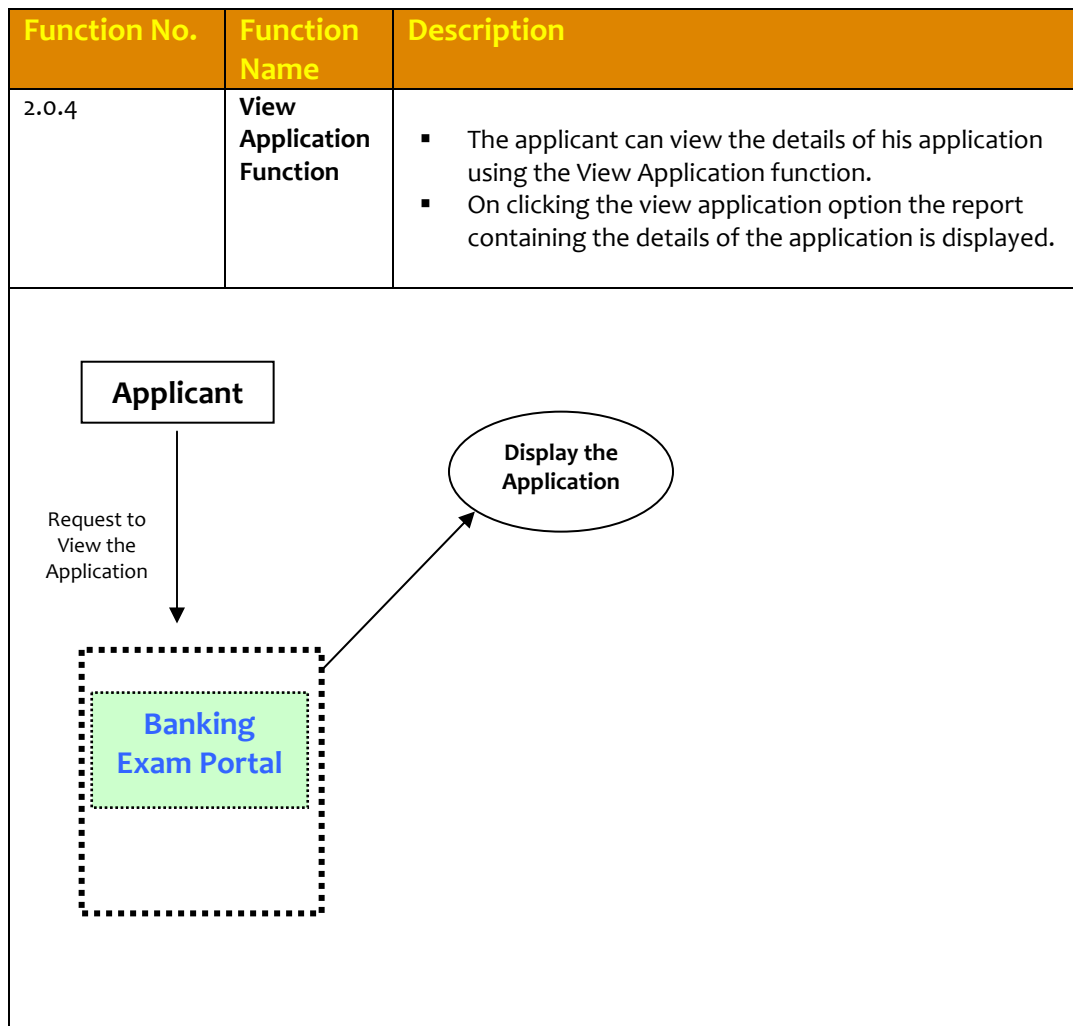 Function No.
Function
Name
Description
2.0.4
View
Application
Function
▪ The applicant can view the details of his application
using the View Application function.
▪ On clicking the view application option the report
containing the details of the application is displayed.
Applicant
Display the
Application
Request to
View the
Application
Banking
Exam Portal